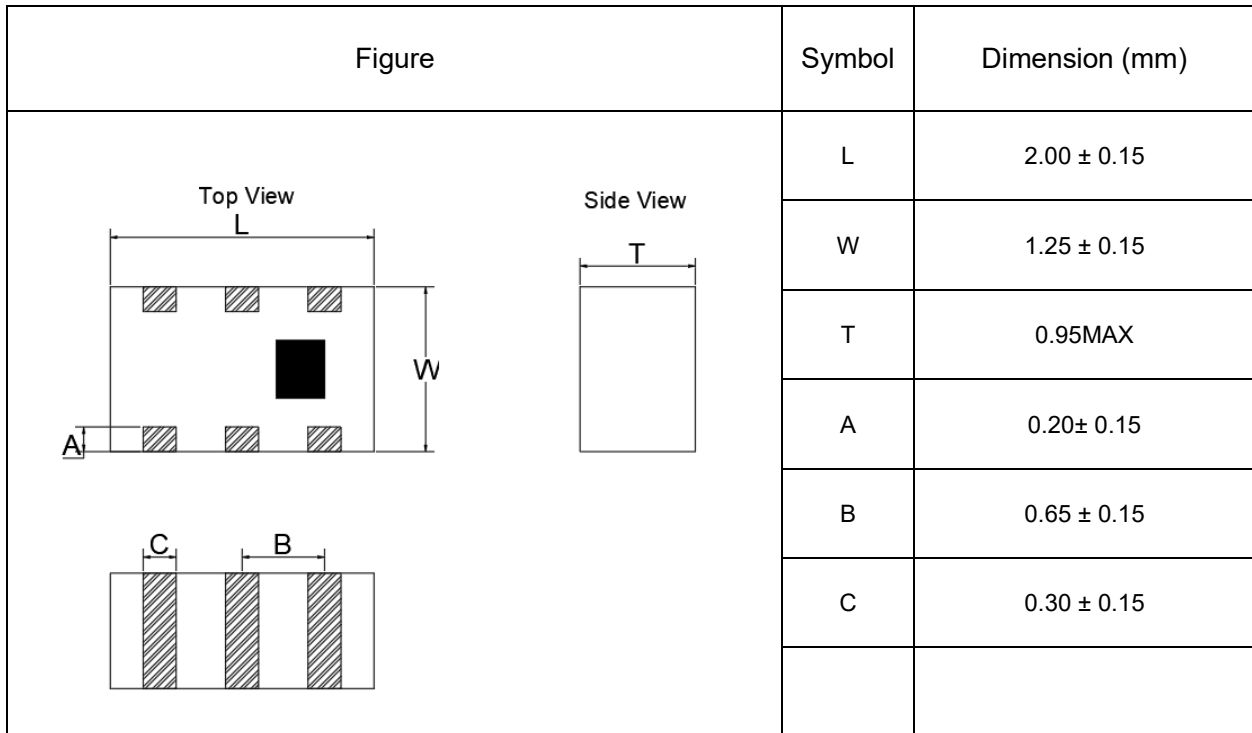 Figure Symbol Dimension (mm)
Top View
L
W
A
Side View
T
C
B
L 2.00 ± 0.15
W 1.25 ± 0.15
T 0.95MAX
A 0.20± 0.15
B 0.65 ± 0.15
C 0.30 ± 0.15